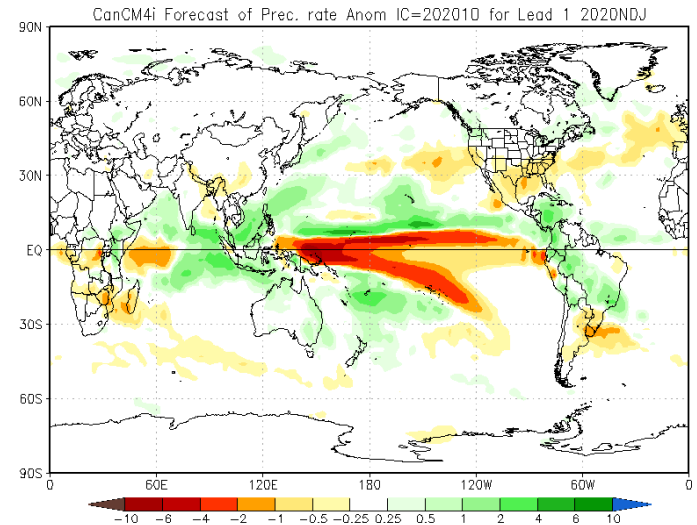 CanCM4i Forecast of Prec. rate Anom IC=202010 for Lead 1 2020NDJ
90N
60N
30N
EQ
30S
60S
90S
0 60E 120E 180 120W 60W 0
-10 -6 -4 -2 -1 -0.5 -0.25 0.25 0.5 1 2 4 6 10